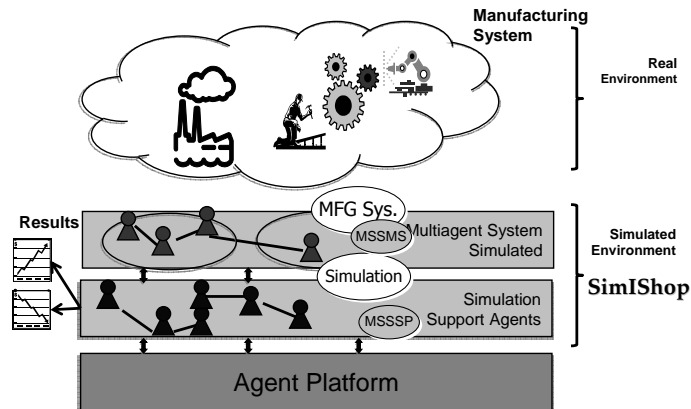 Manufacturing
System
Real
Environment
Results
MFG Sys.
MSSMS
Multiagent System
Simulated
Simulated
Environment
SimIShop
Simulation
Simulation
Support Agents
MSSSP
Agent Platform